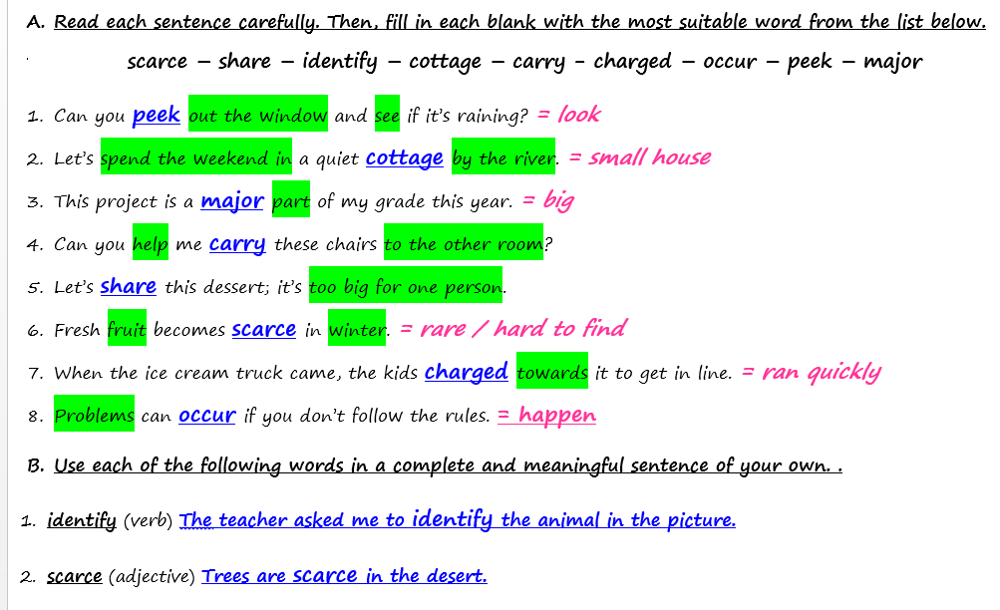 A. Read each sentence carefully. Then, fill in each blank with the most suitable word from the list below.
scarce – share – identify – cottage – carry - charged – occur – peek – major
1. Can you peek out the window and see if it's raining? = look
2. Let's spend the weekend in a quiet cottage by the river. = small house
3. This project is a major part of my grade this year. = big
4. Can you help me carry these chairs to the other room?
5. Let's share this dessert; it's too big for one person.
6. Fresh fruit becomes scarce in winter. = rare / hard to find
7. When the ice cream truck came, the kids charged towards it to get in line. = ran quickly
8. Problems can occur if you don't follow the rules. = happen
B. Use each of the following words in a complete and meaningful sentence of your own. .
1. identify (verb) The teacher asked me to identify the animal in the picture.
2. scarce (adjective) Trees are scarce in the desert.